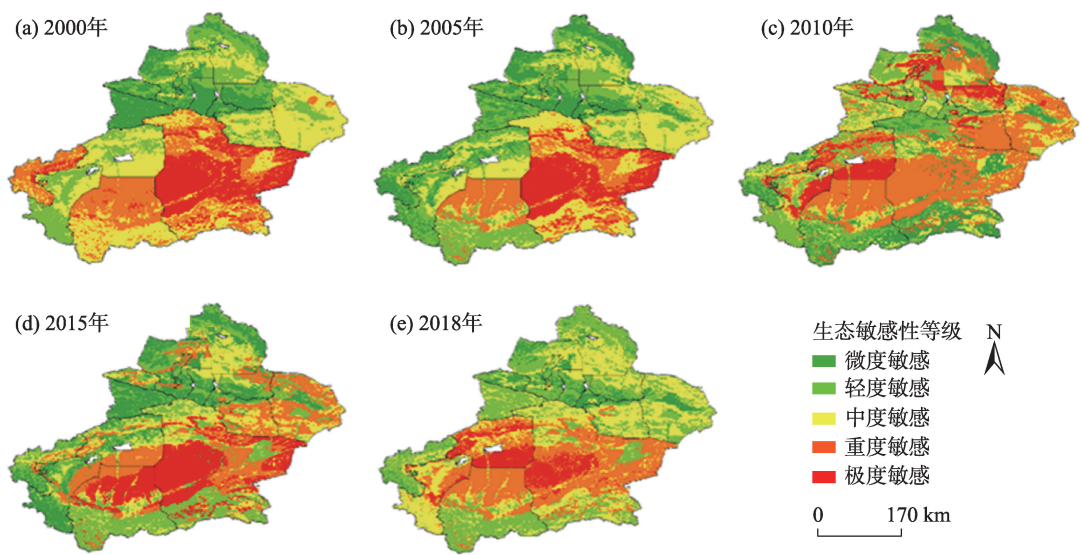 (a) 2000年
(b) 2005年
(c) 2010年
(d) 2015年
(e) 2018年
生态敏感性等级
N
微度敏感
轻度敏感
中度敏感
重度敏感
极度敏感
0 170 km